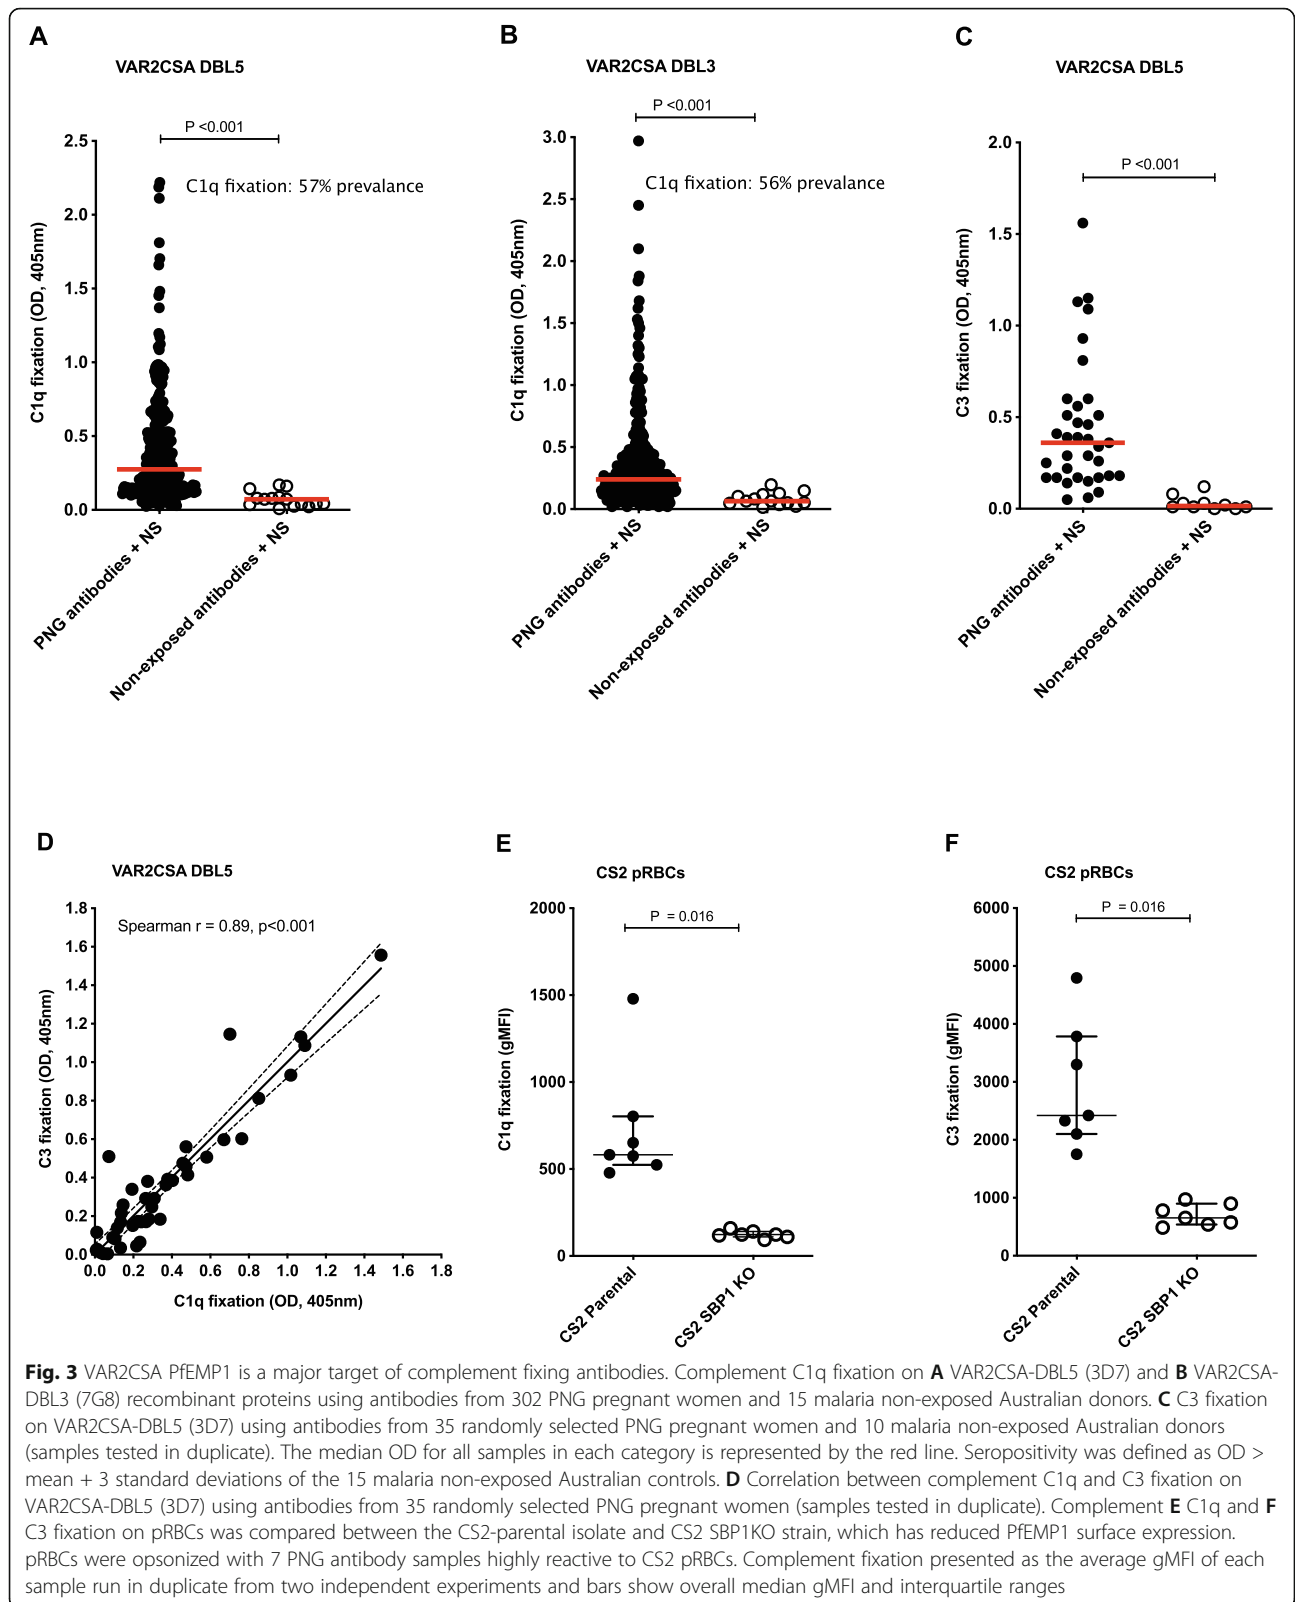 A
VAR2CSA DBL5
P <0.001
C1q fixation: 57% prevalance
C1q fixation (OD, 405nm)
2.5
2.0
1.5
1.0
0.5
0.0
PNG antibodies + NS
Non-exposed antibodies + NS
B
VAR2CSA DBL3
P <0.001
C1q fixation: 56% prevalance
C1q fixation (OD, 405nm)
3.0
2.5
2.0
1.5
1.0
0.5
0.0
PNG antibodies + NS
Non-exposed antibodies + NS
C
VAR2CSA DBL5
P <0.001
C3 fixation (OD, 405nm)
2.0
1.5
1.0
0.5
0.0
PNG antibodies + NS
Non-exposed antibodies + NS
D
VAR2CSA DBL5
Spearman r = 0.89, p<0.001
C3 fixation (OD, 405nm)
1.8
1.6
1.4
1.2
1.0
0.8
0.6
0.4
0.2
0.0
0.0 0.2 0.4 0.6 0.8 1.0 1.2 1.4 1.6 1.8
C1q fixation (OD, 405nm)
E
CS2 pRBCs
P = 0.016
C1q fixation (gMFI)
2000
1500
1000
500
0
CS2 Parental
CS2 SBP1 KO
F
CS2 pRBCs
P = 0.016
C3 fixation (gMFI)
6000
5000
4000
3000
2000
1000
0
CS2 Parental
CS2 SBP1 KO
Fig. 3 VAR2CSA PfEMP1 is a major target of complement fixing antibodies. Complement C1q fixation on A VAR2CSA-DBL5 (3D7) and B VAR2CSA-
DBL3 (7G8) recombinant proteins using antibodies from 302 PNG pregnant women and 15 malaria non-exposed Australian donors. C C3 fixation
on VAR2CSA-DBL5 (3D7) using antibodies from 35 randomly selected PNG pregnant women and 10 malaria non-exposed Australian donors
(samples tested in duplicate). The median OD for all samples in each category is represented by the red line. Seropositivity was defined as OD >
mean + 3 standard deviations of the 15 malaria non-exposed Australian controls. D Correlation between complement C1q and C3 fixation on
VAR2CSA-DBL5 (3D7) using antibodies from 35 randomly selected PNG pregnant women (samples tested in duplicate). Complement E C1q and F
C3 fixation on pRBCs was compared between the CS2-parental isolate and CS2 SBP1KO strain, which has reduced PfEMP1 surface expression.
pRBCs were opsonized with 7 PNG antibody samples highly reactive to CS2 pRBCs. Complement fixation presented as the average gMFI of each
sample run in duplicate from two independent experiments and bars show overall median gMFI and interquartile ranges